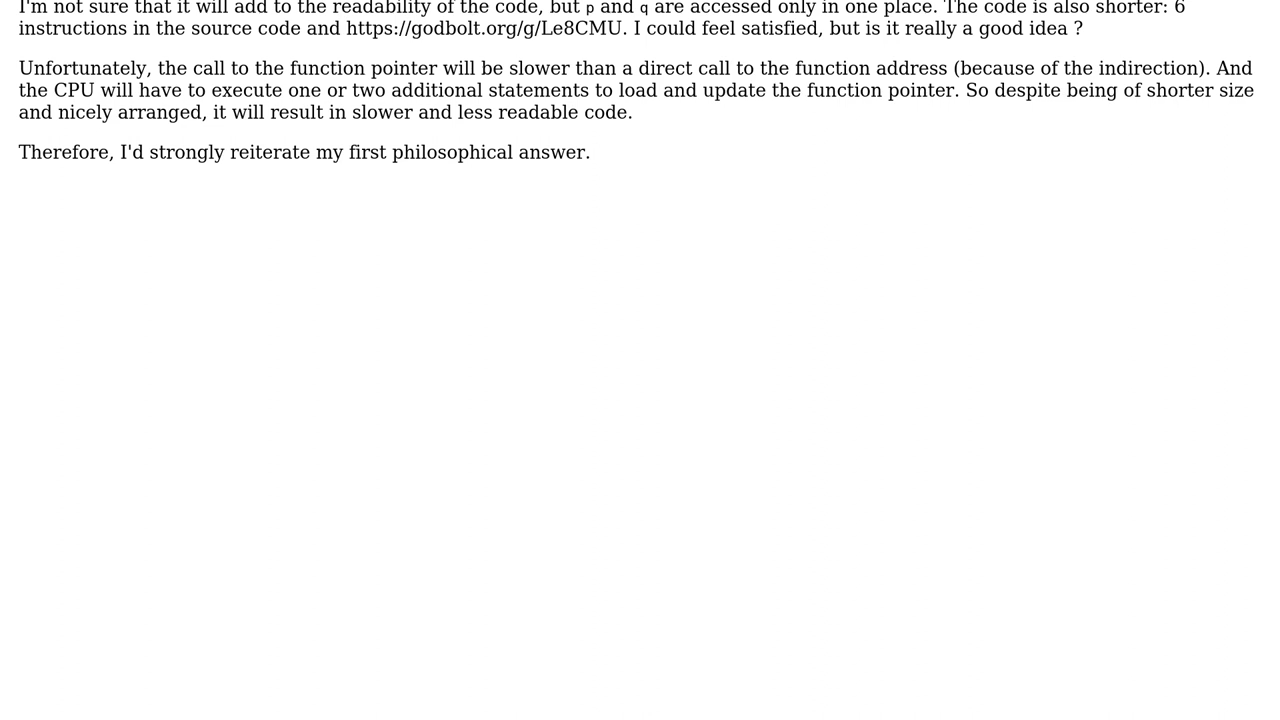 I'm not sure that it will add to the readability of the code, but p and q are accessed only in one place. The code is also shorter: 6
instructions in the source code and https://godbolt.org/g/Le8CMU. I could feel satisfied, but is it really a good idea ?
Unfortunately, the call to the function pointer will be slower than a direct call to the function address (because of the indirection). And
the CPU will have to execute one or two additional statements to load and update the function pointer. So despite being of shorter size
and nicely arranged, it will result in slower and less readable code.
Therefore, I'd strongly reiterate my first philosophical answer.